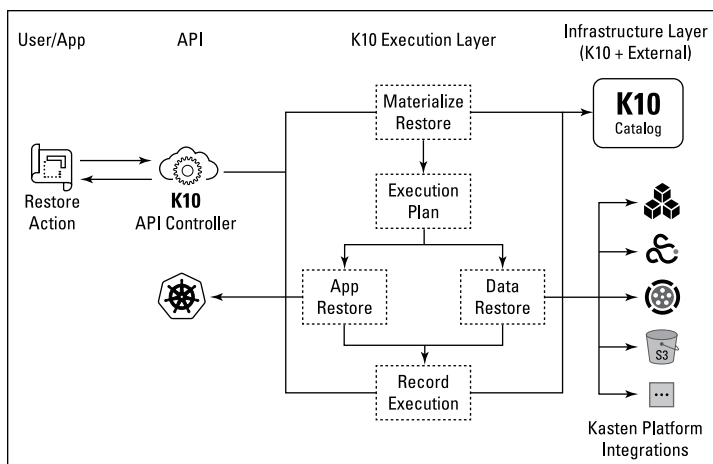 User/App
API
K10 Execution Layer
Infrastructure Layer
(K10 + External)
Materialize
Restore
K10
Catalog
Restore
Action
K10
API Controller
Execution
Plan
App
Restore
Data
Restore
S3
Record
Execution
Kasten Platform
Integrations